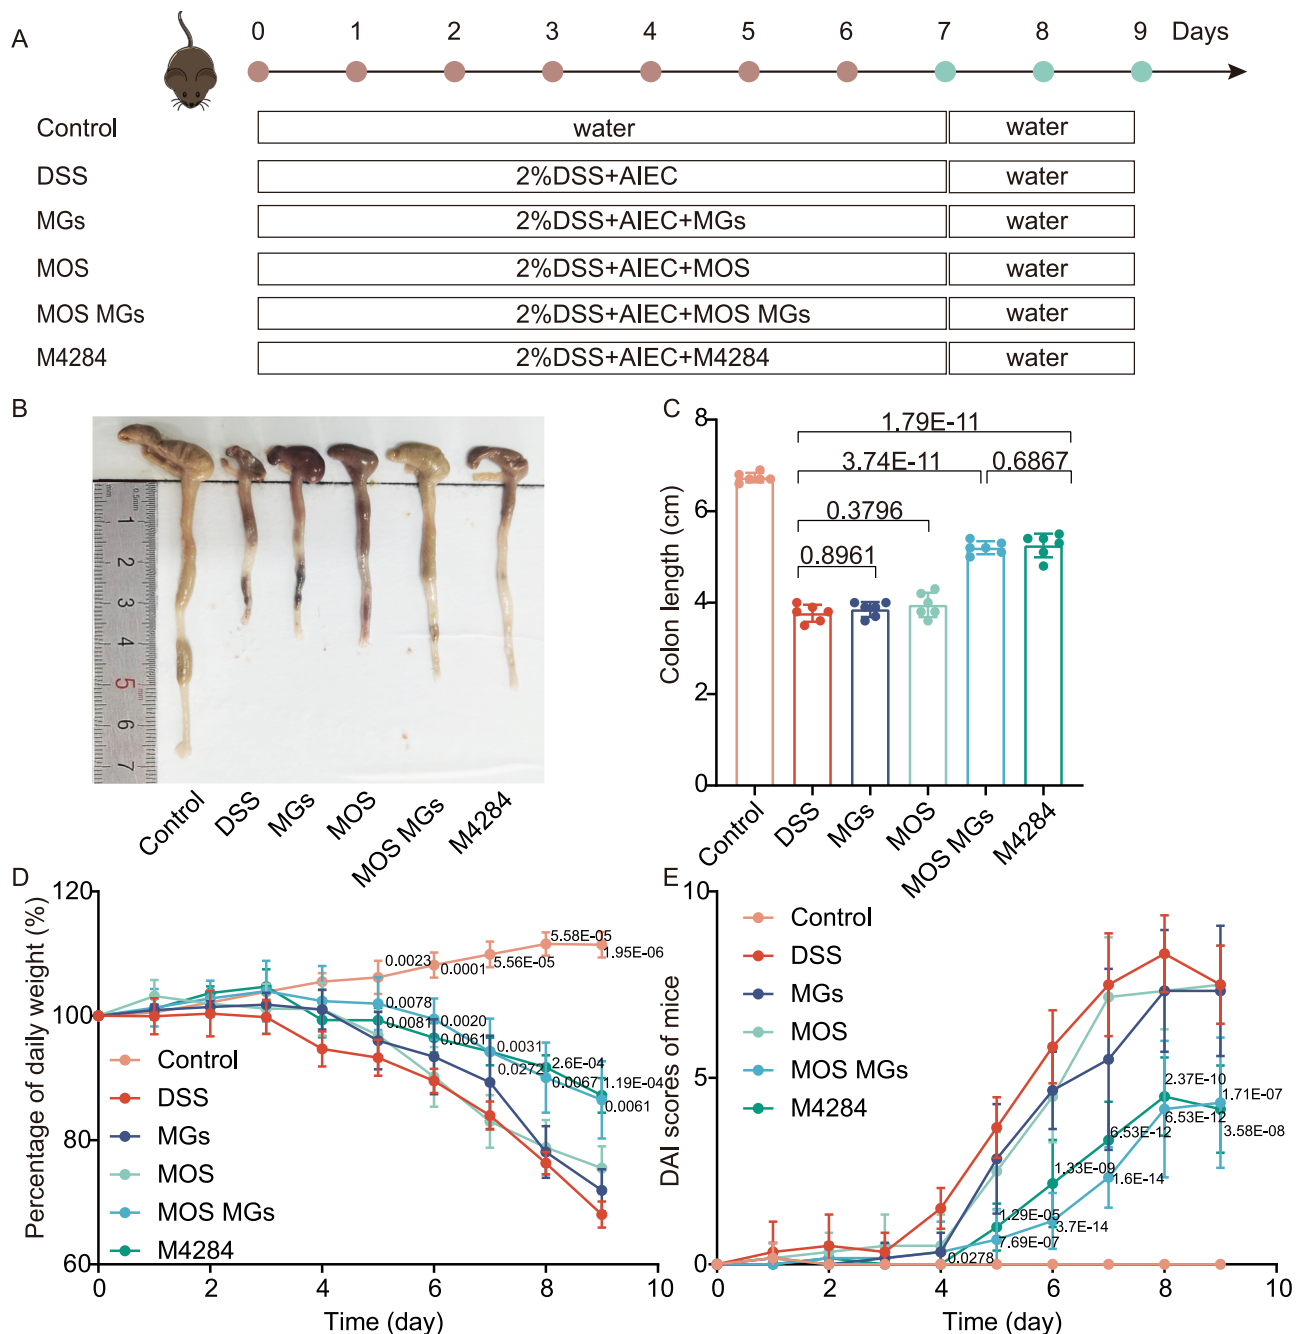 A
0 1 2 3 4 5 6 7 8 9 Days
Control water water
DSS 2%DSS+AIEC water
MGs 2%DSS+AIEC+MGs water
MOS 2%DSS+AIEC+MOS water
MOS MGs 2%DSS+AIEC+MOS MGs water
M4284 2%DSS+AIEC+M4284 water
B
0.5mm
1
2
3
4
5
6
7
Control DSS MGs MOS MOS MGs M4284
C
Colon length (cm)
8
6
4
2
0
1.79E-11
3.74E-11 0.6867
0.3796
0.8961
Control DSS MGs MOS MOS MGs M4284
D
Percentage of daily weight (%)
120
100
80
60
5.58E-05
0.0023
0.0001
5.56E-05
1.95E-06
0.0078
0.0081
0.0020
0.0061
0.0031
0.0272
2.6E-04
0.0067
1.19E-04
0.0061
Control
DSS
MGs
MOS
MOS MGs
M4284
0 2 4 6 8 10
Time (day)
E
DAI scores of mice
10
5
0
Control
DSS
MGs
MOS
MOS MGs
M4284
2.37E-10
1.71E-07
6.53E-12
6.53E-12
3.58E-08
1.33E-09
1.6E-14
1.29E-05
3.7E-14
7.69E-07
0.0278
0 2 4 6 8 10
Time (day)